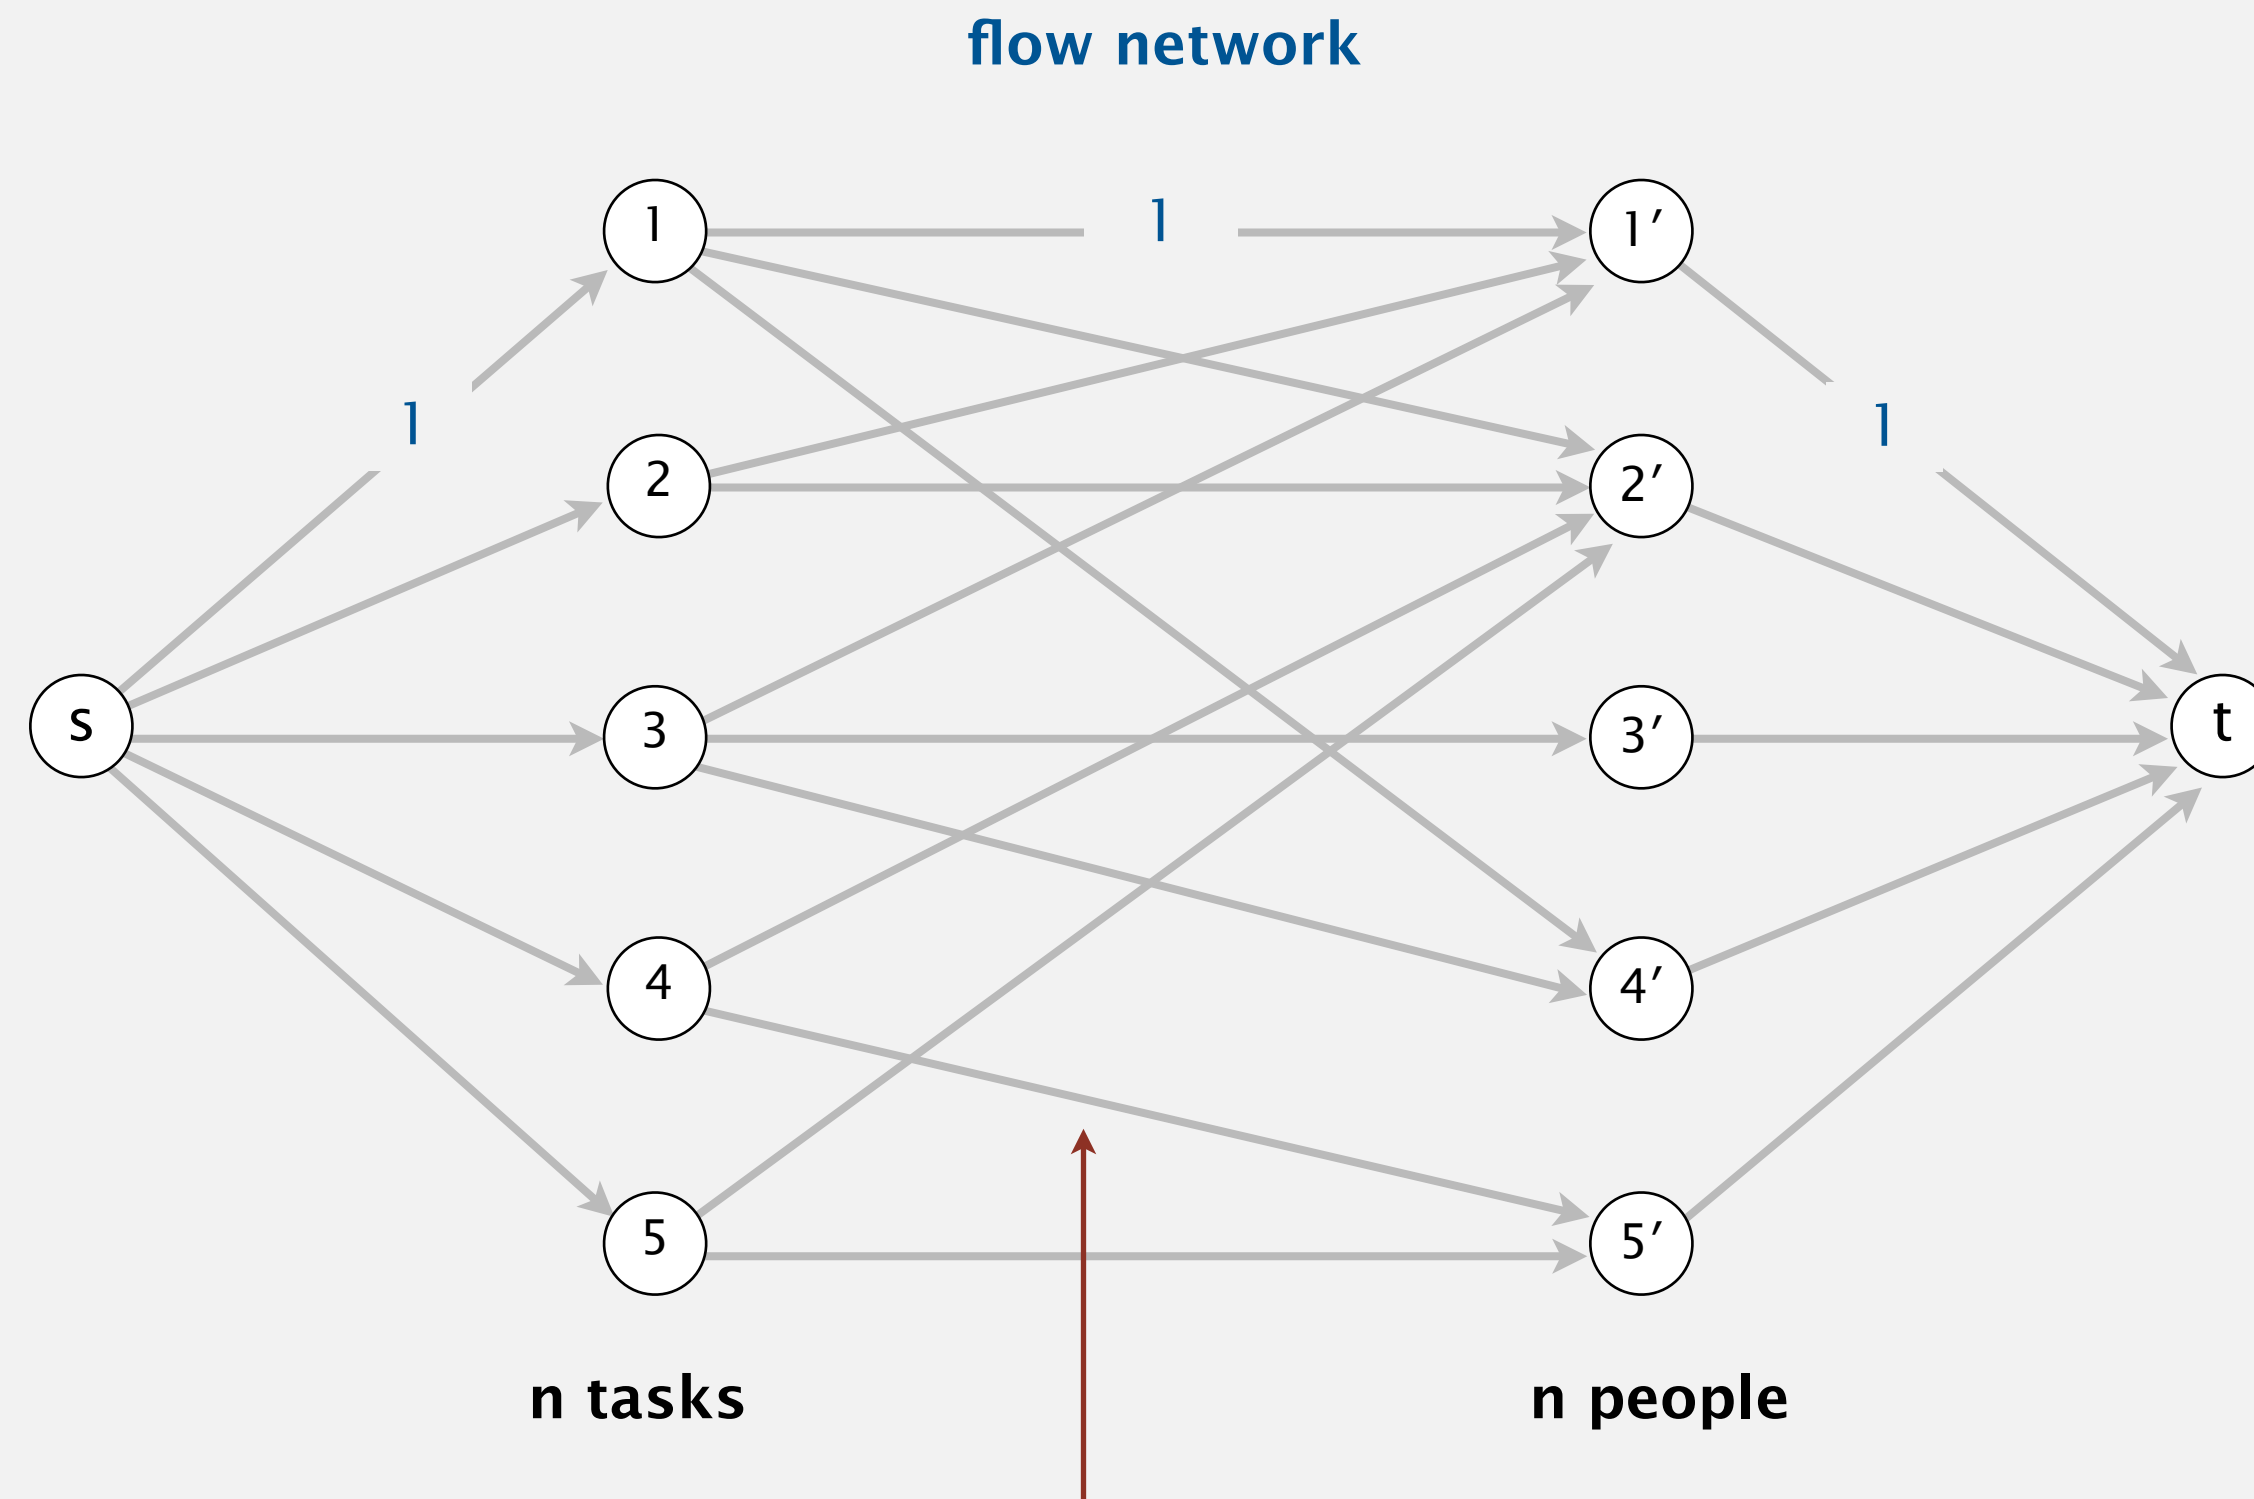 flow network
1 1 1′
1 1
2 2′
s 3 3′ t
4 4′
5 5′
n tasks n people